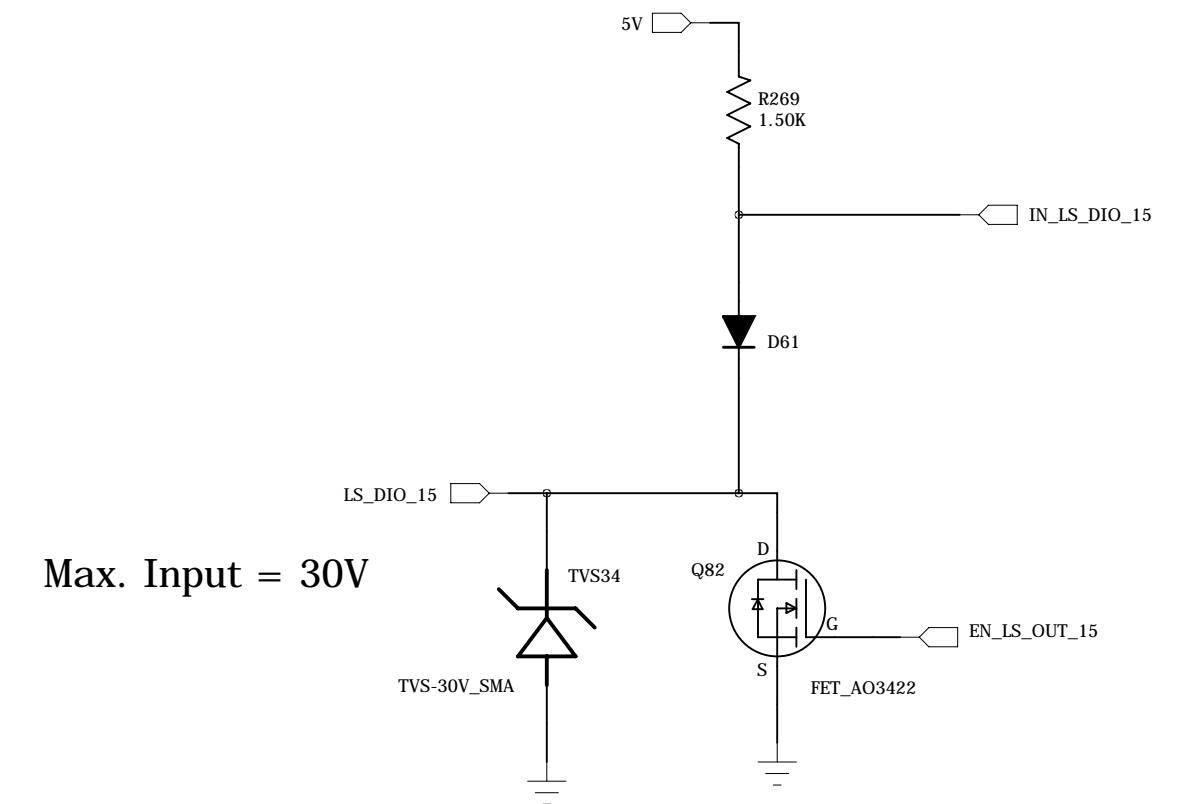 5V
R269
1.50K
IN_LS_DIO_15
D61
LS_DIO_15
D
Q82
Max. Input = 30V
TVS34
G
EN_LS_OUT_15
S
TVS-30V_SMA
FET_AO3422